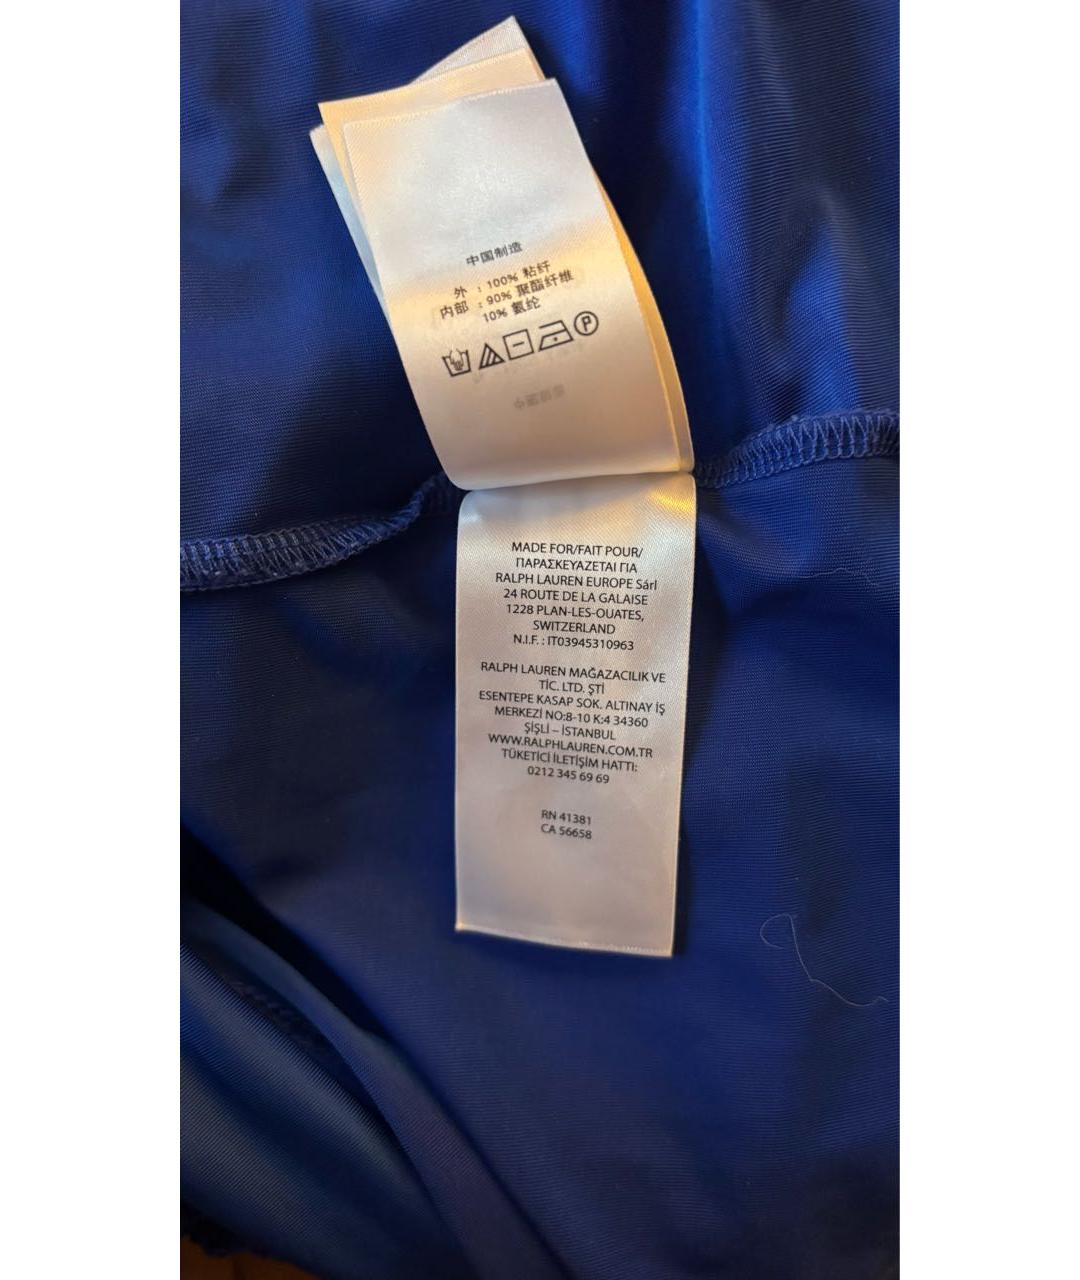 中国制造
外 : 100% 粘纤
内部 : 90% 聚酯纤维
10% 氨纶
P
MADE FOR/FAIT POUR/
ΠΑΡΑΣΚΕΥΑΖΕΤΑΙ ΓΙΑ
RALPH LAUREN EUROPE Sárl
24 ROUTE DE LA GALAISE
1228 PLAN-LES-OUATES,
SWITZERLAND
N.I.F. : IT03945310963
RALPH LAUREN MAĞAZACILIK VE
TİC. LTD. ŞTİ
ESENTEPE KASAP SOK. ALTINAY İŞ
MERKEZİ NO:8-10 K:4 34360
ŞİŞLİ – İSTANBUL
WWW.RALPHLAUREN.COM.TR
TÜKETİCİ İLETİŞİM HATTI:
0212 345 69 69
RN 41381
CA 56658